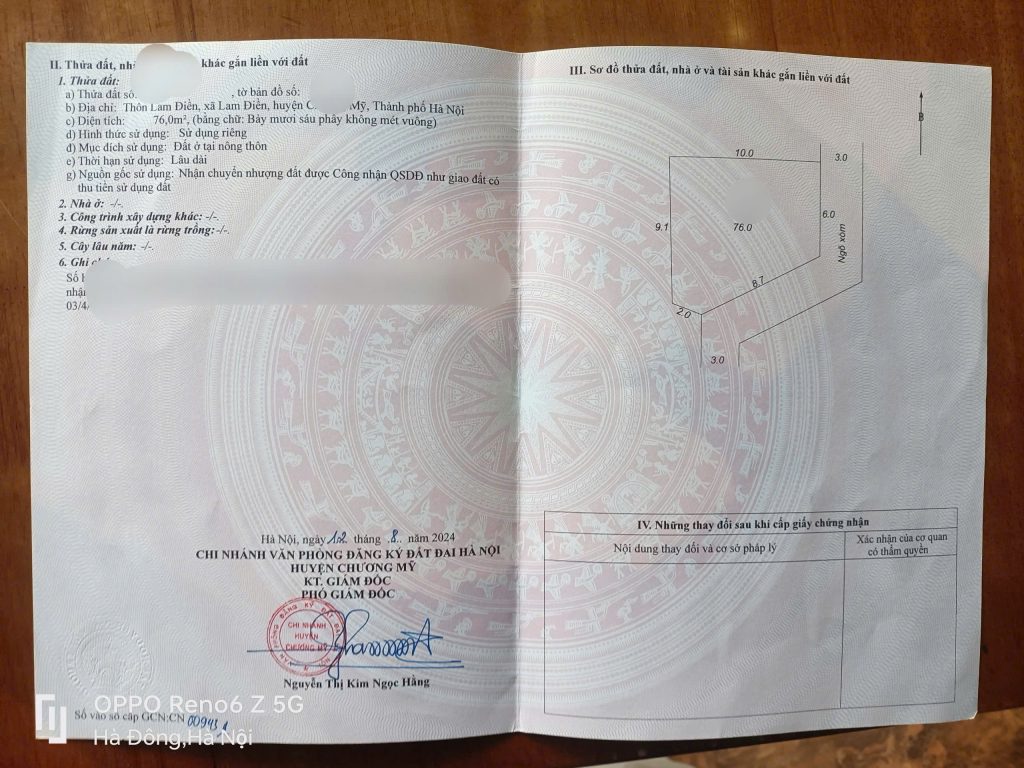 II. Thửa đất, nh khác gắn liền với đất
1. Thửa đất:
a) Thửa đất số: , tờ bản đồ số:
b) Địa chỉ: Thôn Lam Điền, xã Lam Điền, huyện C Mỹ, Thành phố Hà Nội
c) Diện tích: 76,0m², (bằng chữ: Bảy mươi sáu phẩy không mét vuông)
d) Hình thức sử dụng: Sử dụng riêng
đ) Mục đích sử dụng: Đất ở tại nông thôn
e) Thời hạn sử dụng: Lâu dài
g) Nguồn gốc sử dụng: Nhận chuyển nhượng đất được Công nhận QSDĐ như giao đất có
thu tiền sử dụng đất
2. Nhà ở: -/-.
3. Công trình xây dựng khác: -/-.
4. Rừng sản xuất là rừng trồng: -/-.
5. Cây lâu năm: -/-.
6. Ghi
Số
nhận
03/4
Hà Nội, ngày 12 tháng 8 năm 2024
CHI NHÁNH VĂN PHÒNG ĐĂNG KÝ ĐẤT ĐAI HÀ NỘI
HUYỆN CHƯƠNG MỸ
KT. GIÁM ĐỐC
PHÓ GIÁM ĐỐC
CHI NHÁNH
HUYỆN
CHƯƠNG MỸ
Nguyễn Thị Kim Ngọc Hằng
Số vào sổ cấp GCN:CN
OPPO Reno6 Z 5G
Hà Đông,Hà Nội
III. Sơ đồ thửa đất, nhà ở và tài sản khác gắn liền với đất
B
10.0
3.0
9.1
76.0
6.0
Ngõ xóm
8.7
2.0
3.0
IV. Những thay đổi sau khi cấp giấy chứng nhận
Nội dung thay đổi và cơ sở pháp lý
Xác nhận của cơ quan
có thẩm quyền